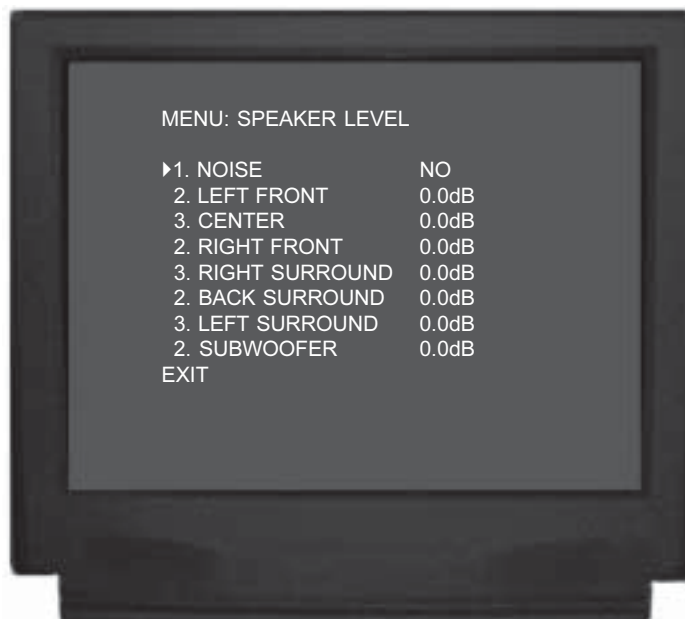 MENU: SPEAKER LEVEL
▶1. NOISE NO
2. LEFT FRONT 0.0dB
3. CENTER 0.0dB
2. RIGHT FRONT 0.0dB
3. RIGHT SURROUND 0.0dB
2. BACK SURROUND 0.0dB
3. LEFT SURROUND 0.0dB
2. SUBWOOFER 0.0dB
EXIT